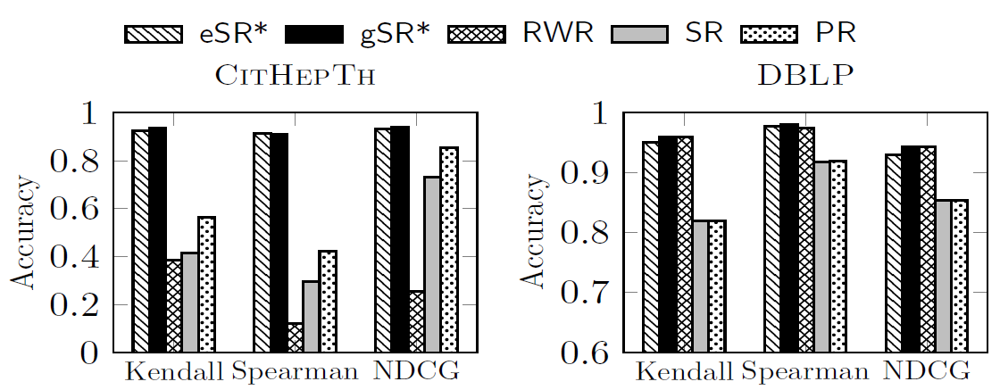 eSR* gSR* RWR SR PR
CitHepTh
Accuracy
1
0.8
0.6
0.4
0.2
0
Kendall Spearman NDCG
DBLP
Accuracy
1
0.9
0.8
0.7
0.6
Kendall Spearman NDCG